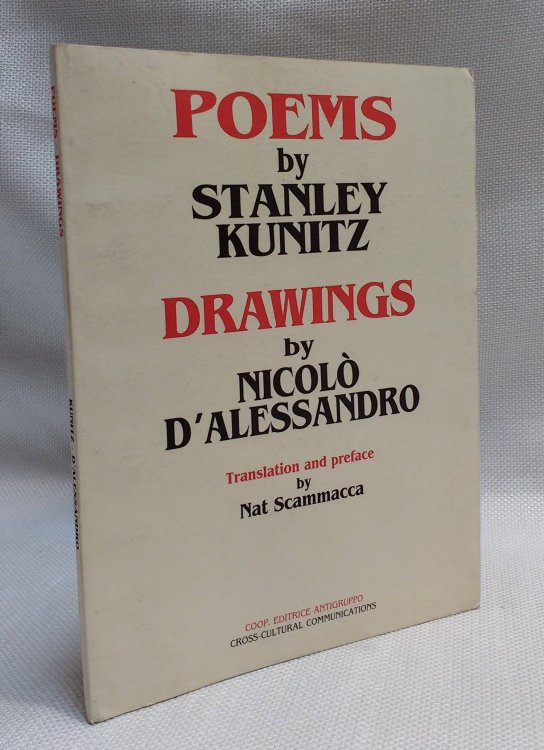 POEMS
by
STANLEY
KUNITZ
DRAWINGS
by
NICOLÒ
D'ALESSANDRO
Translation and preface
by
Nat Scammacca
COOP. EDITRICE ANTIGRUPPO
CROSS-CULTURAL COMMUNICATIONS
POEMS - DRAWINGS
KUNITZ - D'ALESSANDRO